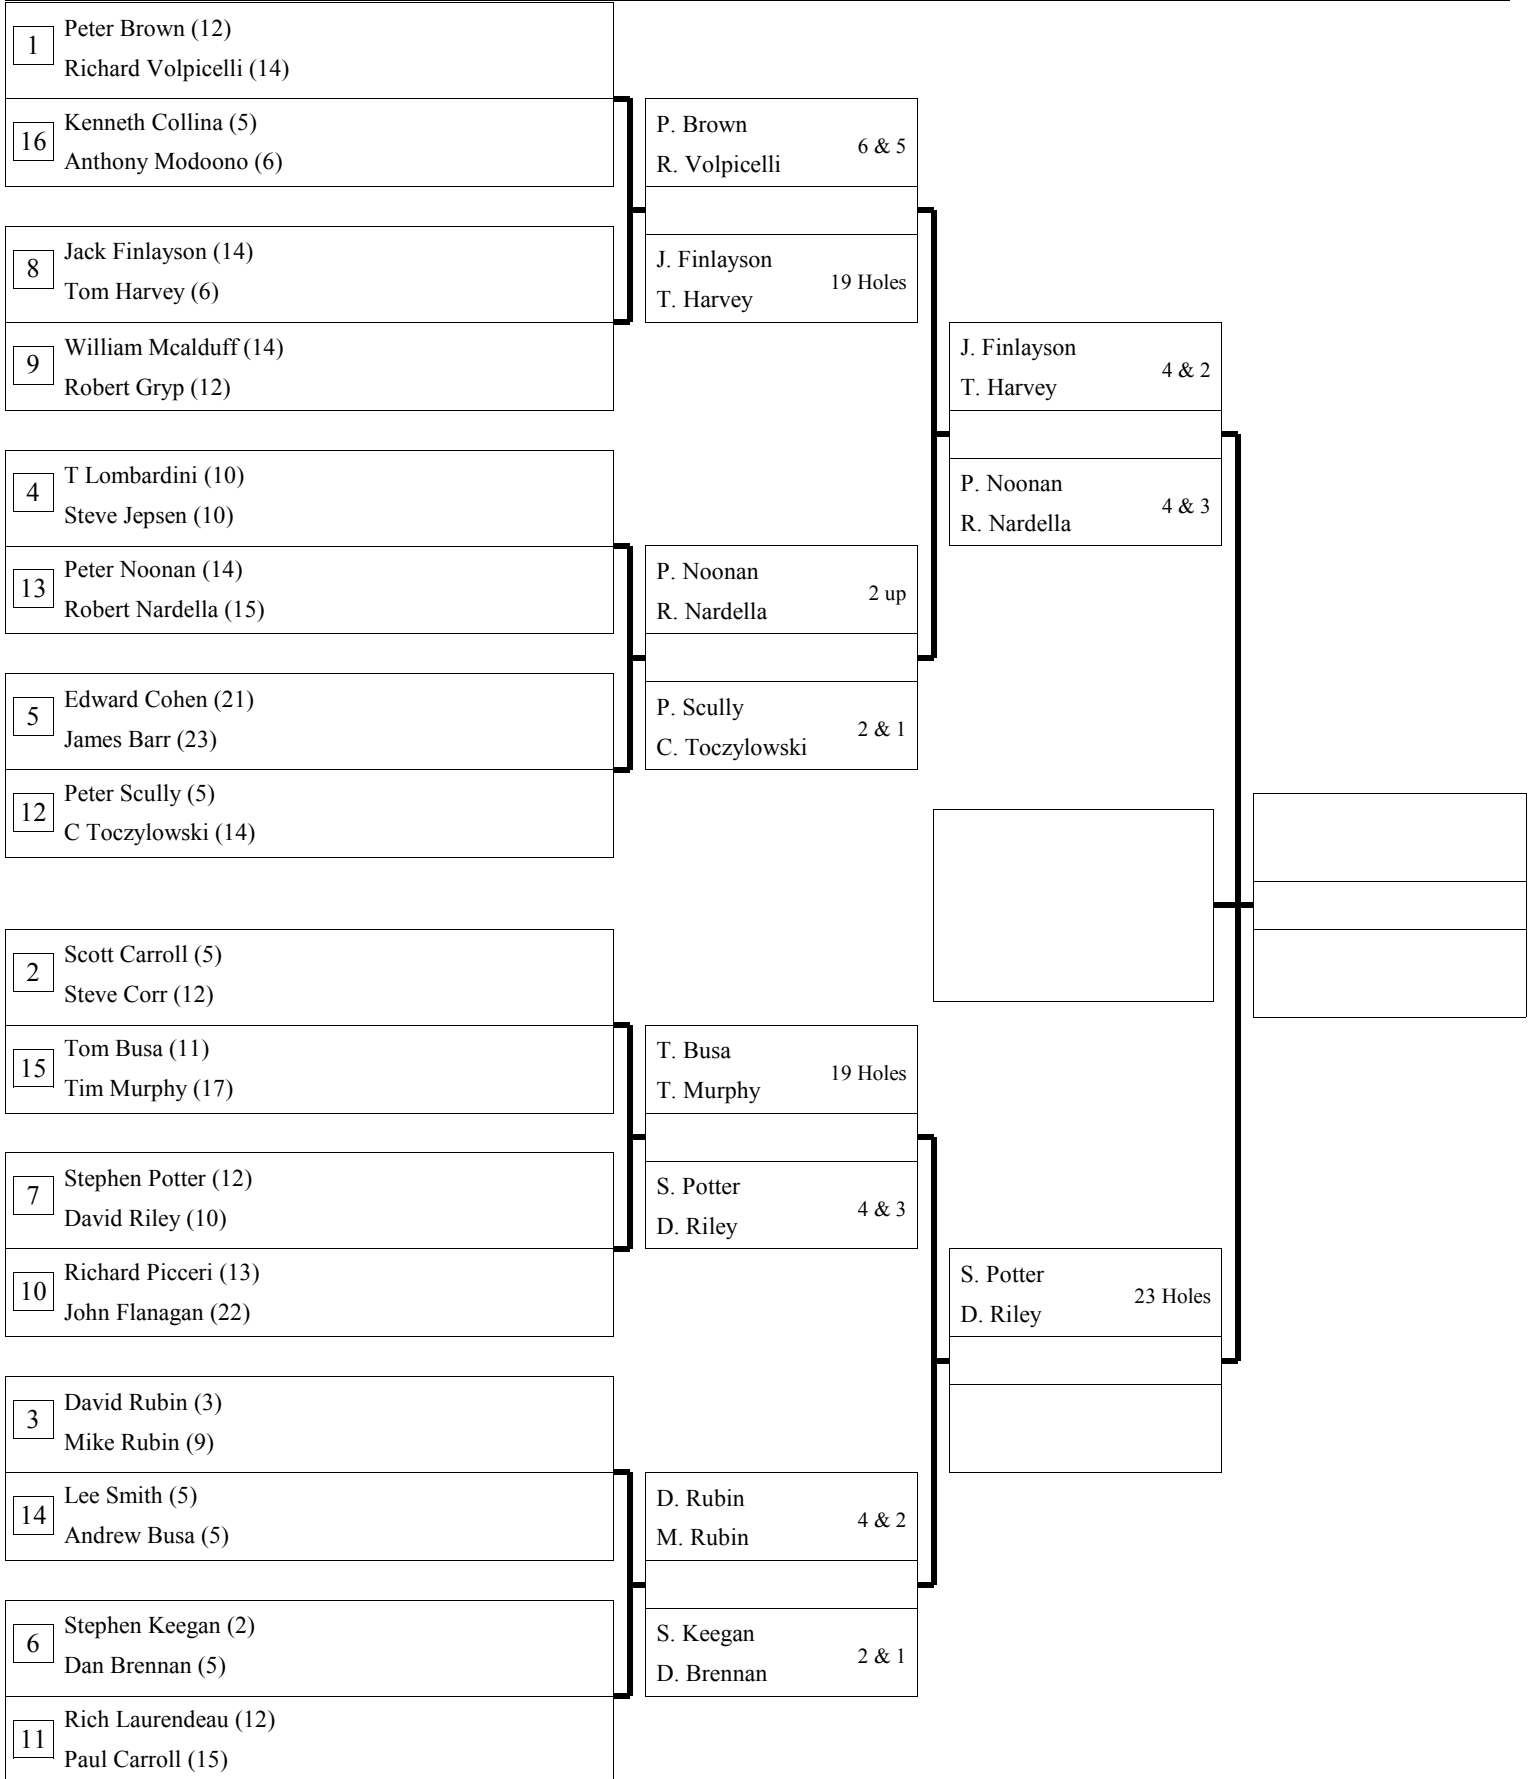 1
Peter Brown (12)
Richard Volpicelli (14)
16
Kenneth Collina (5)
Anthony Modoono (6)
8
Jack Finlayson (14)
Tom Harvey (6)
9
William Mcalduff (14)
Robert Gryp (12)
4
T Lombardini (10)
Steve Jepsen (10)
13
Peter Noonan (14)
Robert Nardella (15)
5
Edward Cohen (21)
James Barr (23)
12
Peter Scully (5)
C Toczylowski (14)
2
Scott Carroll (5)
Steve Corr (12)
15
Tom Busa (11)
Tim Murphy (17)
7
Stephen Potter (12)
David Riley (10)
10
Richard Picceri (13)
John Flanagan (22)
3
David Rubin (3)
Mike Rubin (9)
14
Lee Smith (5)
Andrew Busa (5)
6
Stephen Keegan (2)
Dan Brennan (5)
11
Rich Laurendeau (12)
Paul Carroll (15)
P. Brown
R. Volpicelli
6 & 5
J. Finlayson
T. Harvey
19 Holes
P. Noonan
R. Nardella
2 up
P. Scully
C. Toczylowski
2 & 1
T. Busa
T. Murphy
19 Holes
S. Potter
D. Riley
4 & 3
D. Rubin
M. Rubin
4 & 2
S. Keegan
D. Brennan
2 & 1
J. Finlayson
T. Harvey
4 & 2
P. Noonan
R. Nardella
4 & 3
S. Potter
D. Riley
23 Holes